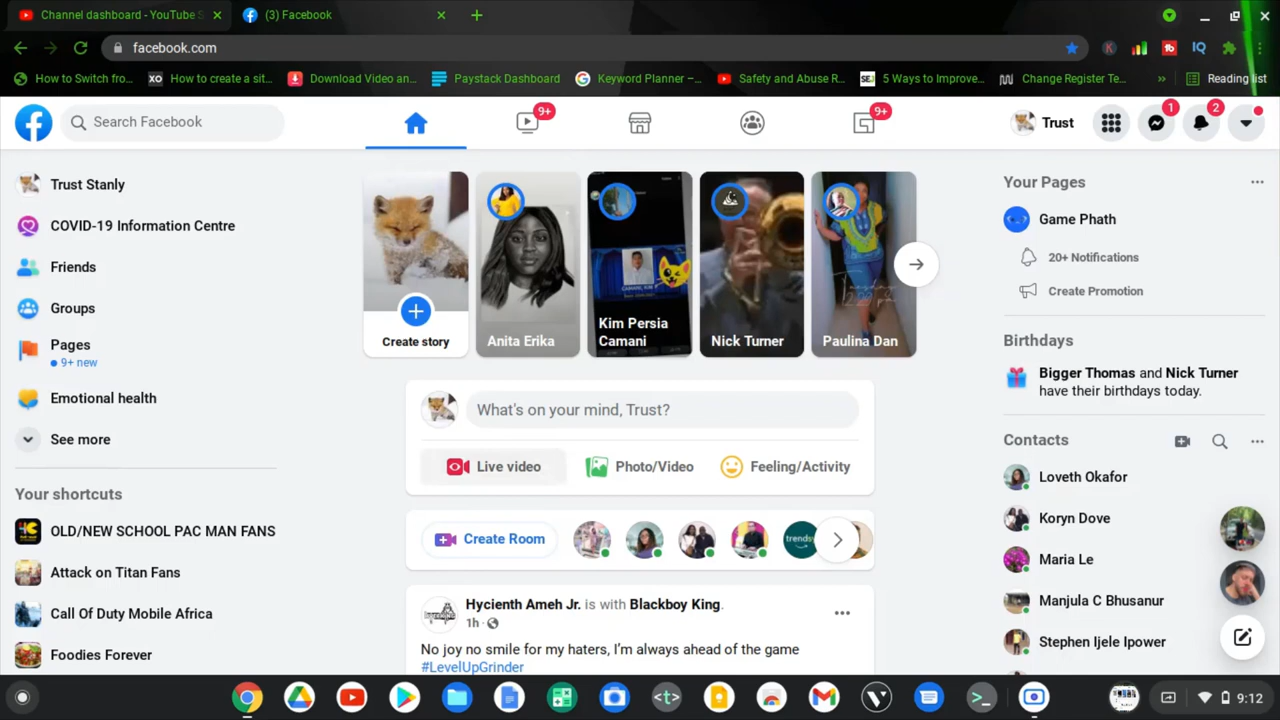 Channel dashboard - YouTube S
(3) Facebook
facebook.com
How to Switch fro...
How to create a sit...
Download Video an...
Paystack Dashboard
Keyword Planner –...
Safety and Abuse R...
5 Ways to Improve...
Change Register Te...
»
Reading list
Search Facebook
9+
9+
Trust
1
2
Trust Stanly
COVID-19 Information Centre
Friends
Groups
Pages
9+ new
Emotional health
See more
Your shortcuts
OLD/NEW SCHOOL PAC MAN FANS
Attack on Titan Fans
Call Of Duty Mobile Africa
Foodies Forever
Create story
Anita Erika
Kim Persia
Camani
Nick Turner
Paulina Dan
What's on your mind, Trust?
Live video
Photo/Video
Feeling/Activity
Create Room
Hycienth Ameh Jr. is with Blackboy King.
1h ·
No joy no smile for my haters, I'm always ahead of the game
#LevelUpGrinder
Your Pages
Game Phath
20+ Notifications
Create Promotion
Birthdays
Bigger Thomas and Nick Turner
have their birthdays today.
Contacts
Loveth Okafor
Koryn Dove
Maria Le
Manjula C Bhusanur
Stephen Ijele Ipower
9:12